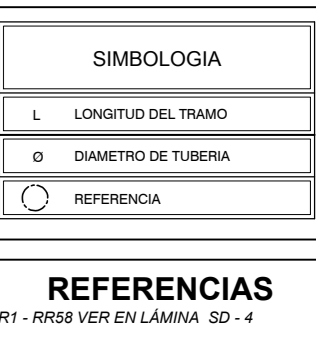 SIMBOLOGIA
L LONGITUD DEL TRAMO
Ø DIAMETRO DE TUBERIA
REFERENCIA
REFERENCIAS
R1 - RR58 VER EN LÁMINA SD - 4